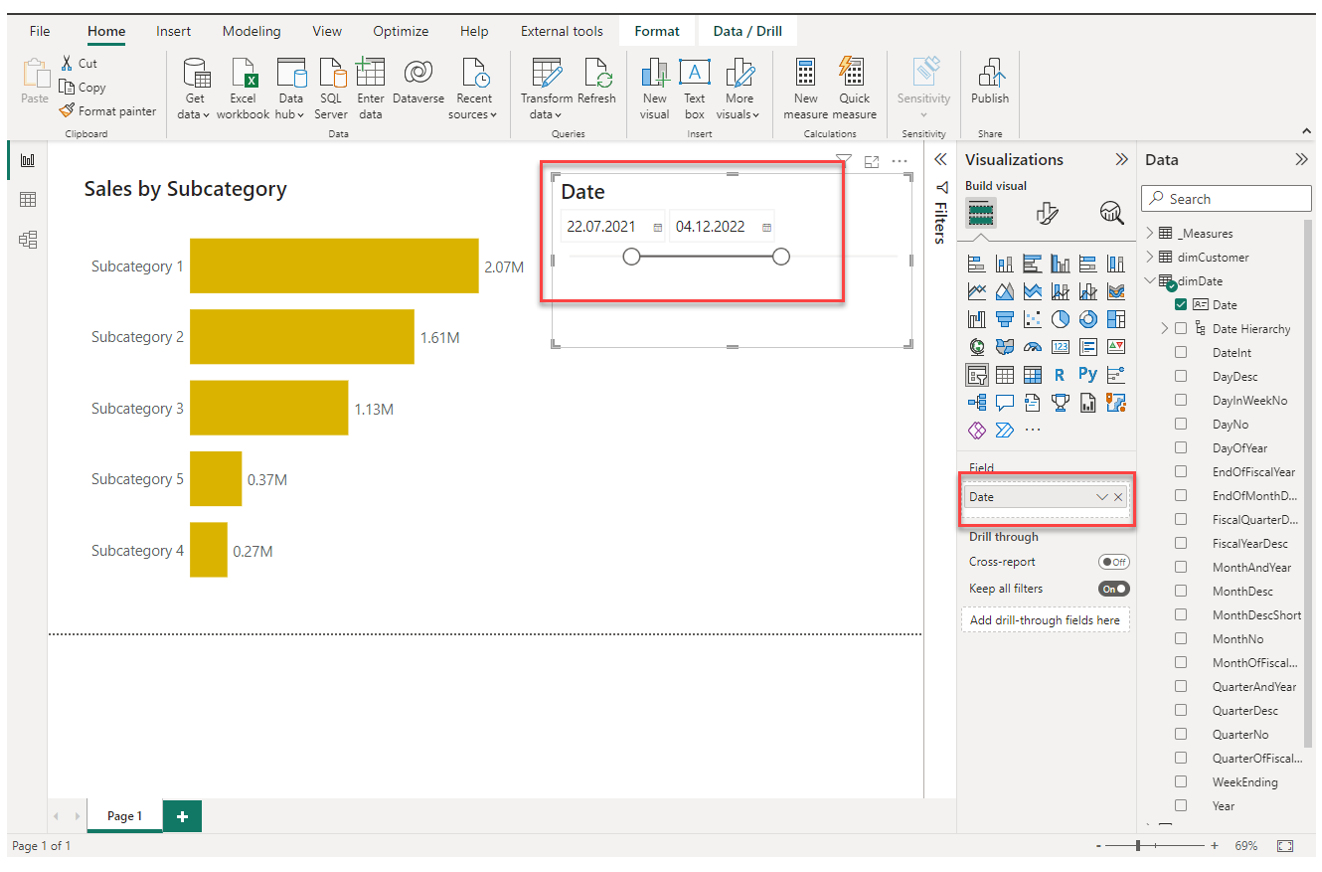 File Home Insert Modeling View Optimize Help External tools Format Data / Drill
Paste
Cut
Copy
Format painter
Clipboard
Get data
Excel workbook
Data hub
SQL Server
Enter data
Dataverse
Recent sources
Data
Transform data
Refresh
Queries
New visual
Text box
More visuals
Insert
New measure
Quick measure
Calculations
Sensitivity
Sensitivity
Publish
Share
Sales by Subcategory
Subcategory 1 2.07M
Subcategory 2 1.61M
Subcategory 3 1.13M
Subcategory 5 0.37M
Subcategory 4 0.27M
Date
22.07.2021 04.12.2022
Filters
Visualizations
Build visual
123
R Py
Field
Date
Drill through
Cross-report Off
Keep all filters On
Add drill-through fields here
Data
Search
_Measures
dimCustomer
dimDate
Date
Date Hierarchy
DateInt
DayDesc
DayInWeekNo
DayNo
DayOfYear
EndOfFiscalYear
EndOfMonthD...
FiscalQuarterD...
FiscalYearDesc
MonthAndYear
MonthDesc
MonthDescShort
MonthNo
MonthOfFiscal...
QuarterAndYear
QuarterDesc
QuarterNo
QuarterOfFiscal...
WeekEnding
Year
Page 1
Page 1 of 1
- + 69%